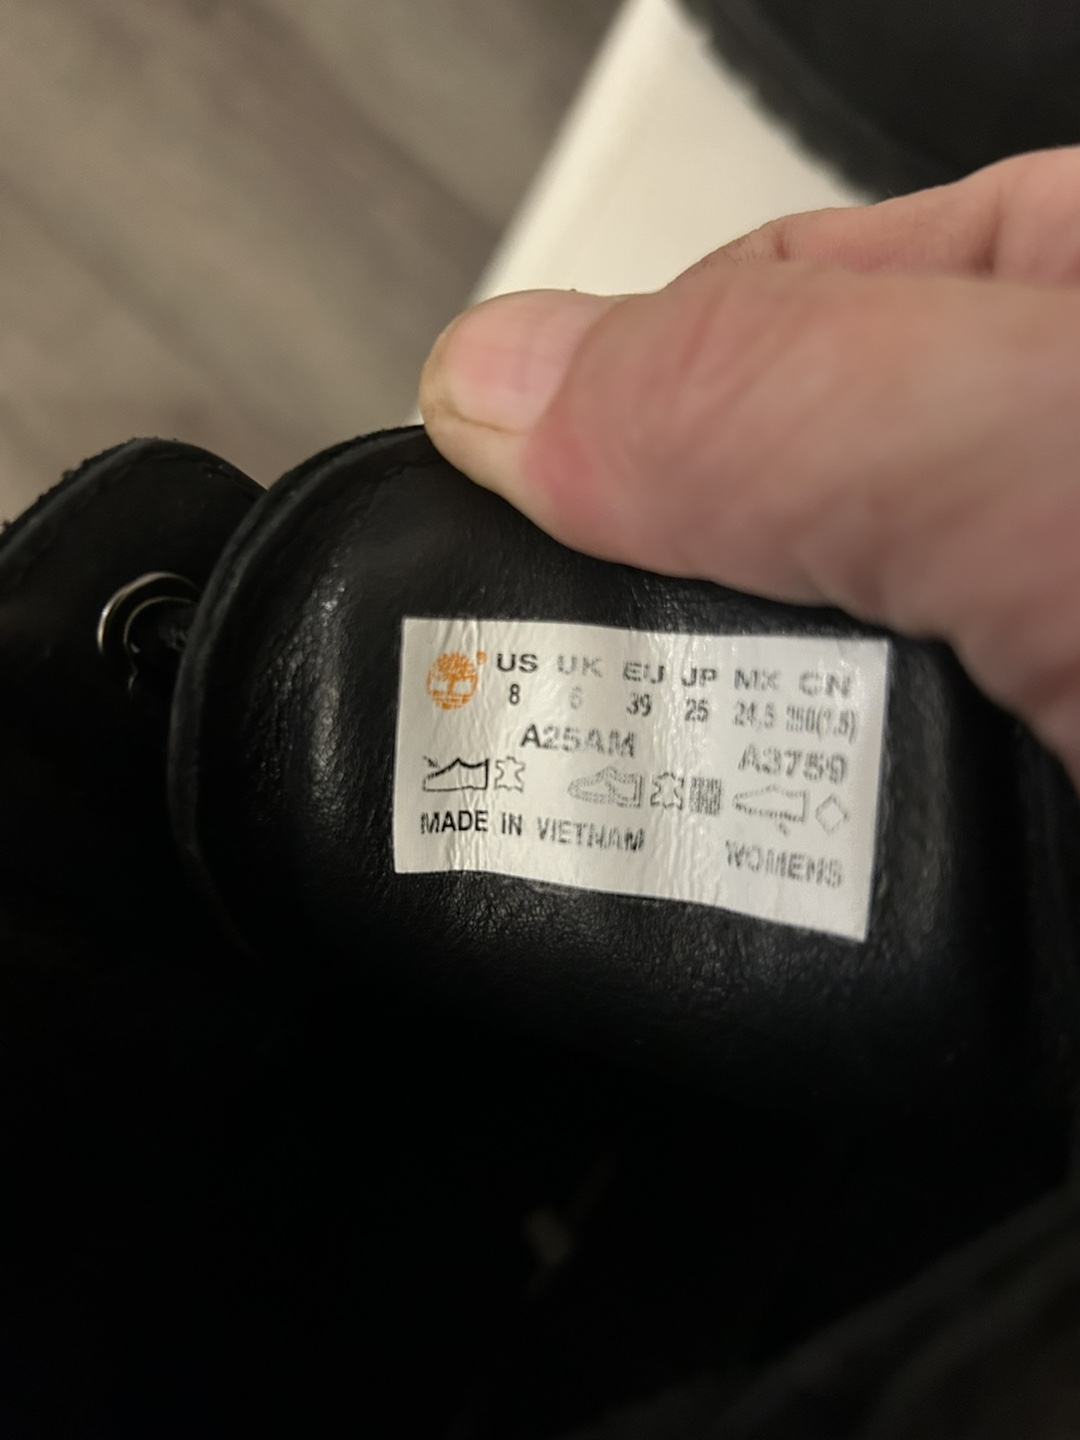 US UK EU JP MX CN
8 6 39 25 24,5 250(1.5)
A25AM A3759
MADE IN VIETNAM WOMENS